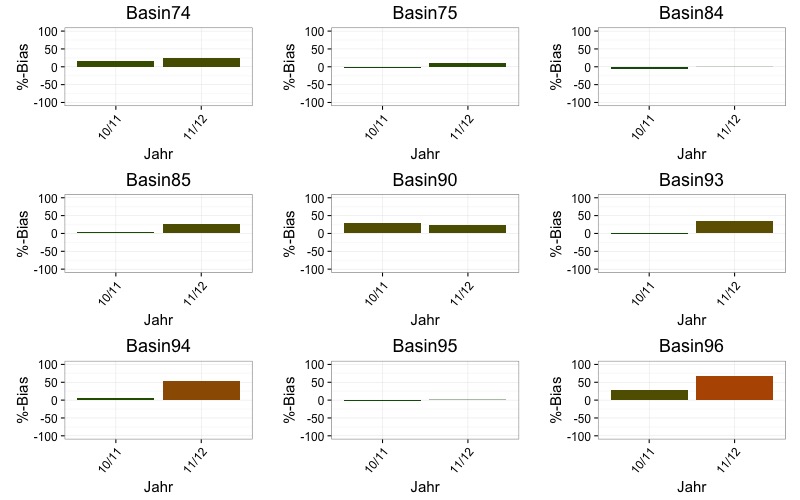 Basin74
%-Bias
100
50
0
-50
-100
10/11
11/12
Jahr
Basin75
%-Bias
100
50
0
-50
-100
10/11
11/12
Jahr
Basin84
%-Bias
100
50
0
-50
-100
10/11
11/12
Jahr
Basin85
%-Bias
100
50
0
-50
-100
10/11
11/12
Jahr
Basin90
%-Bias
100
50
0
-50
-100
10/11
11/12
Jahr
Basin93
%-Bias
100
50
0
-50
-100
10/11
11/12
Jahr
Basin94
%-Bias
100
50
0
-50
-100
10/11
11/12
Jahr
Basin95
%-Bias
100
50
0
-50
-100
10/11
11/12
Jahr
Basin96
%-Bias
100
50
0
-50
-100
10/11
11/12
Jahr